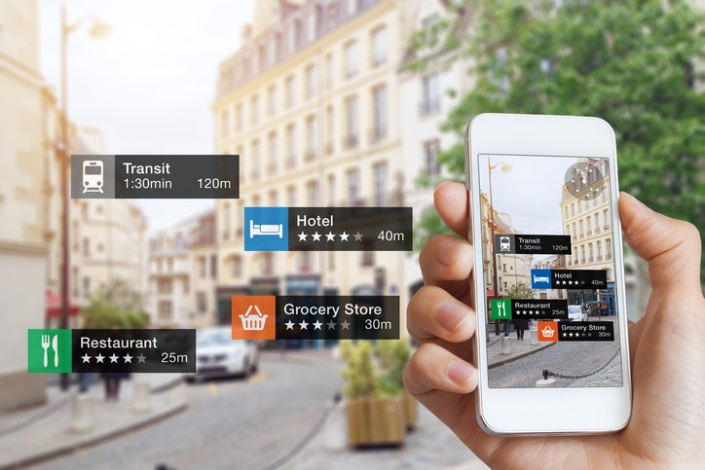 Transit
1:30min 120m
Hotel
★★★★★ 40m
Grocery Store
★★★★★ 30m
Restaurant
★★★★★ 25m
Transit
1:30min 120m
Hotel
★★★★★ 40m
Restaurant
★★★★★ 25m
Grocery Store
★★★★★ 30m